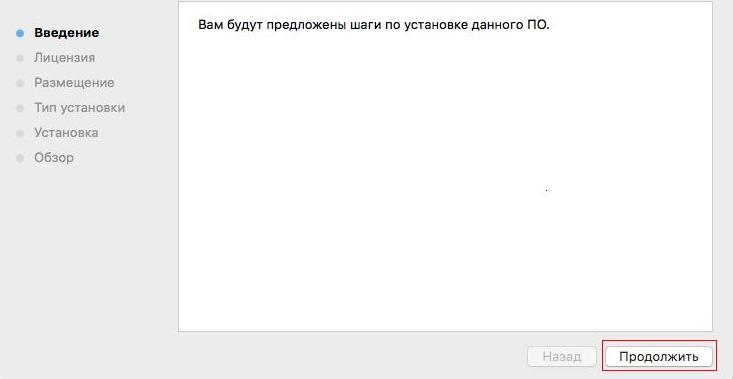 Введение
Лицензия
Размещение
Тип установки
Установка
Обзор
Вам будут предложены шаги по установке данного ПО.
Назад
Продолжить